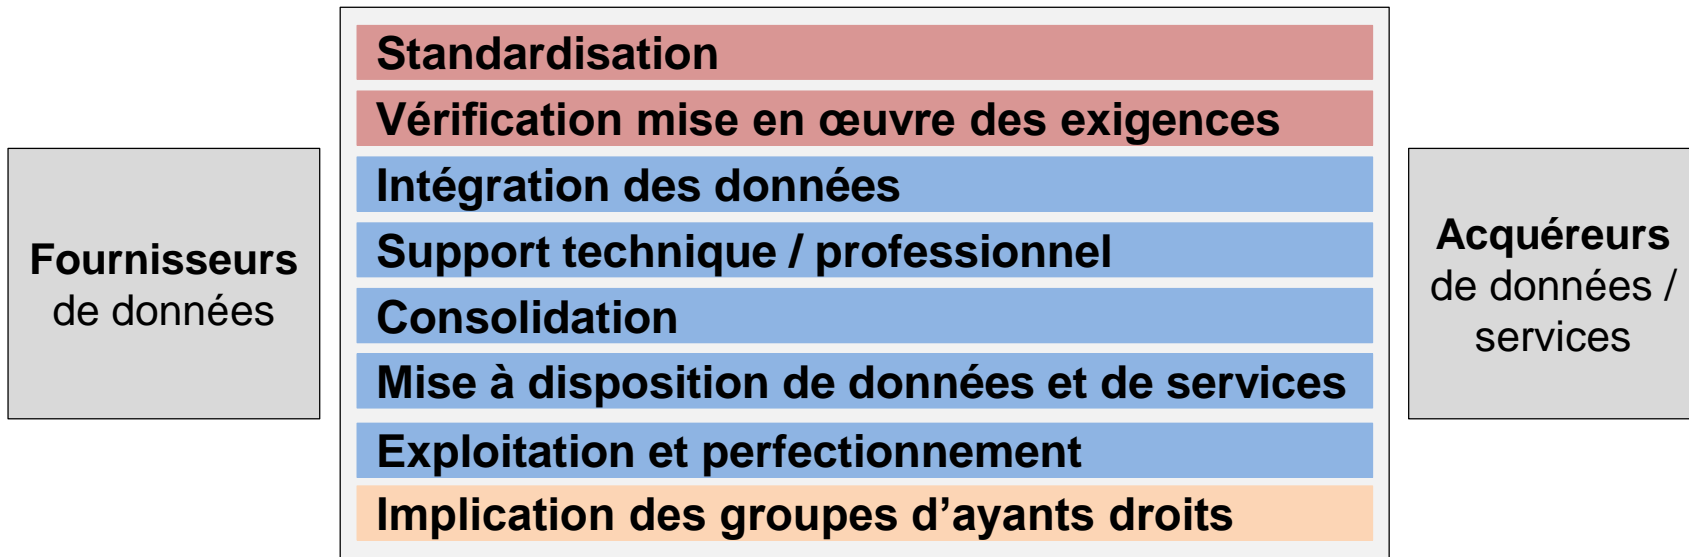 Fournisseurs
de données
Standardisation
Vérification mise en œuvre des exigences
Intégration des données
Support technique / professionnel
Consolidation
Mise à disposition de données et de services
Exploitation et perfectionnement
Implication des groupes d’ayants droits
Acquéreurs
de données /
services